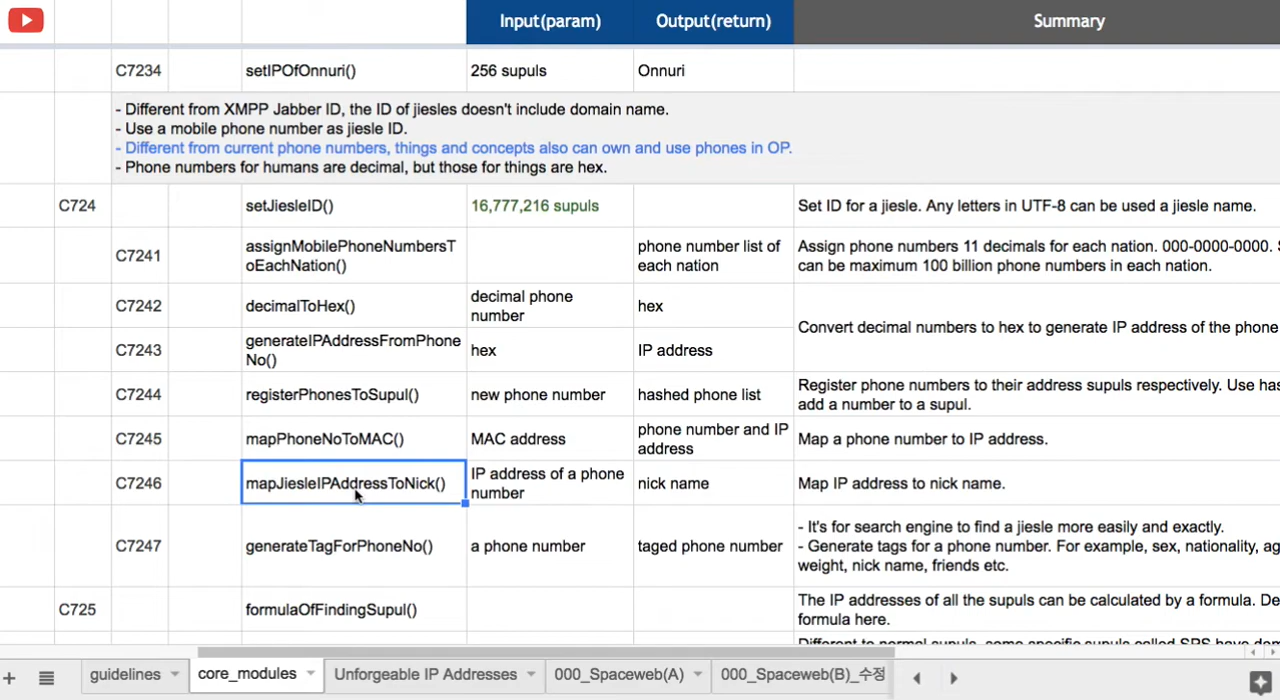 Input(param) Output(return) Summary
C7234 setIPOfOnnuri() 256 supuls Onnuri
- Different from XMPP Jabber ID, the ID of jiesles doesn't include domain name.
- Use a mobile phone number as jiesle ID.
- Different from current phone numbers, things and concepts also can own and use phones in OP.
- Phone numbers for humans are decimal, but those for things are hex.
C724 setJiesleID() 16,777,216 supuls Set ID for a jiesle. Any letters in UTF-8 can be used a jiesle name.
C7241
assignMobilePhoneNumbersT
oEachNation()
phone number list of
each nation
Assign phone numbers 11 decimals for each nation. 000-0000-0000.
can be maximum 100 billion phone numbers in each nation.
C7242 decimalToHex()
decimal phone
number
hex
Convert decimal numbers to hex to generate IP address of the phone
C7243
generateIPAddressFromPhone
No()
hex IP address
C7244 registerPhonesToSupul() new phone number hashed phone list
Register phone numbers to their address supuls respectively. Use
add a number to a supul.
C7245 mapPhoneNoToMAC() MAC address
phone number and IP
address
Map a phone number to IP address.
C7246 mapJiesleIPAddressToNick()
IP address of a phone
number
nick name Map IP address to nick name.
C7247 generateTagForPhoneNo() a phone number taged phone number
- It's for search engine to find a jiesle more easily and exactly.
- Generate tags for a phone number. For example, sex, nationality,
weight, nick name, friends etc.
C725 formulaOfFindingSupul()
The IP addresses of all the supuls can be calculated by a formula.
formula here.
guidelines core_modules Unforgeable IP Addresses 000_Spaceweb(A) 000_Spaceweb(B)_수정